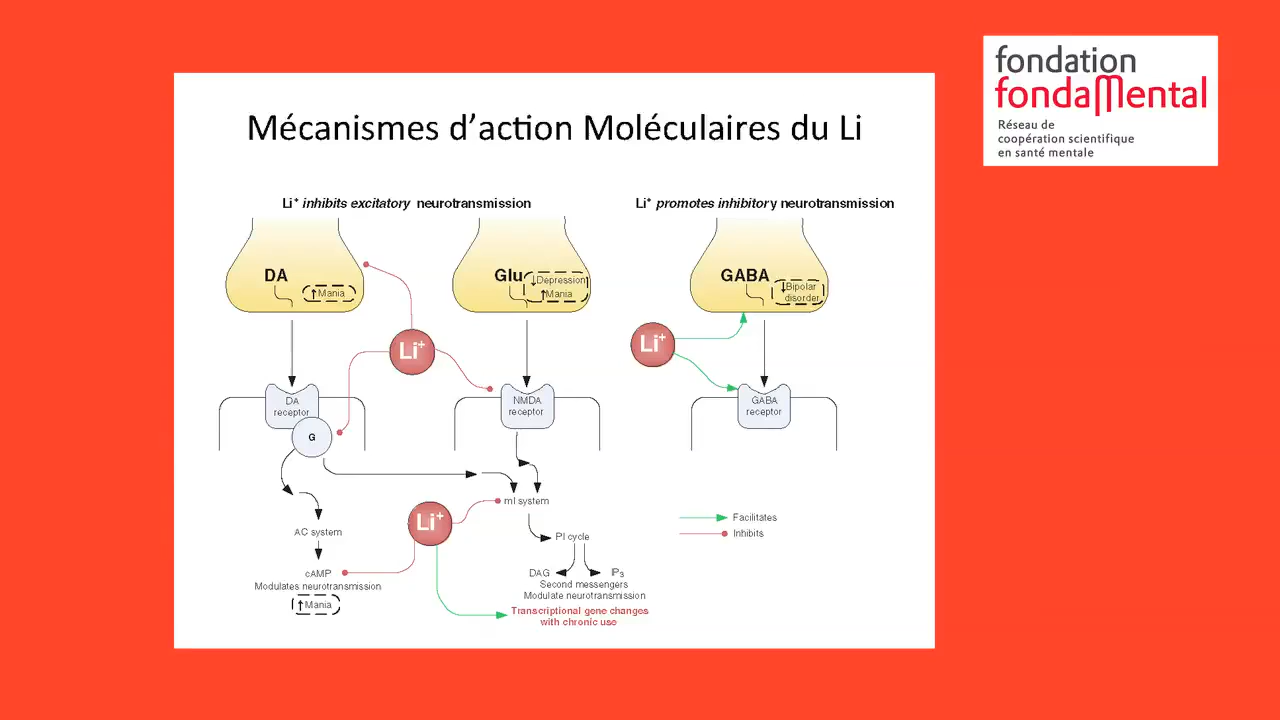 fondation
fondaMental
Réseau de
coopération scientifique
en santé mentale
Mécanismes d'action Moléculaires du Li
Li+ inhibits excitatory neurotransmission
Li+ promotes inhibitory neurotransmission
DA
↑ Mania
Glu
↓Depression
↑Mania
GABA
↓Bipolar
disorder
Li+
Li+
DA
receptor
G
NMDA
receptor
GABA
receptor
AC system
cAMP
Modulates neurotransmission
↑ Mania
Li+
mI system
PI cycle
DAG
IP3
Second messengers
Modulate neurotransmission
Transcriptional gene changes
with chronic use
Facilitates
Inhibits